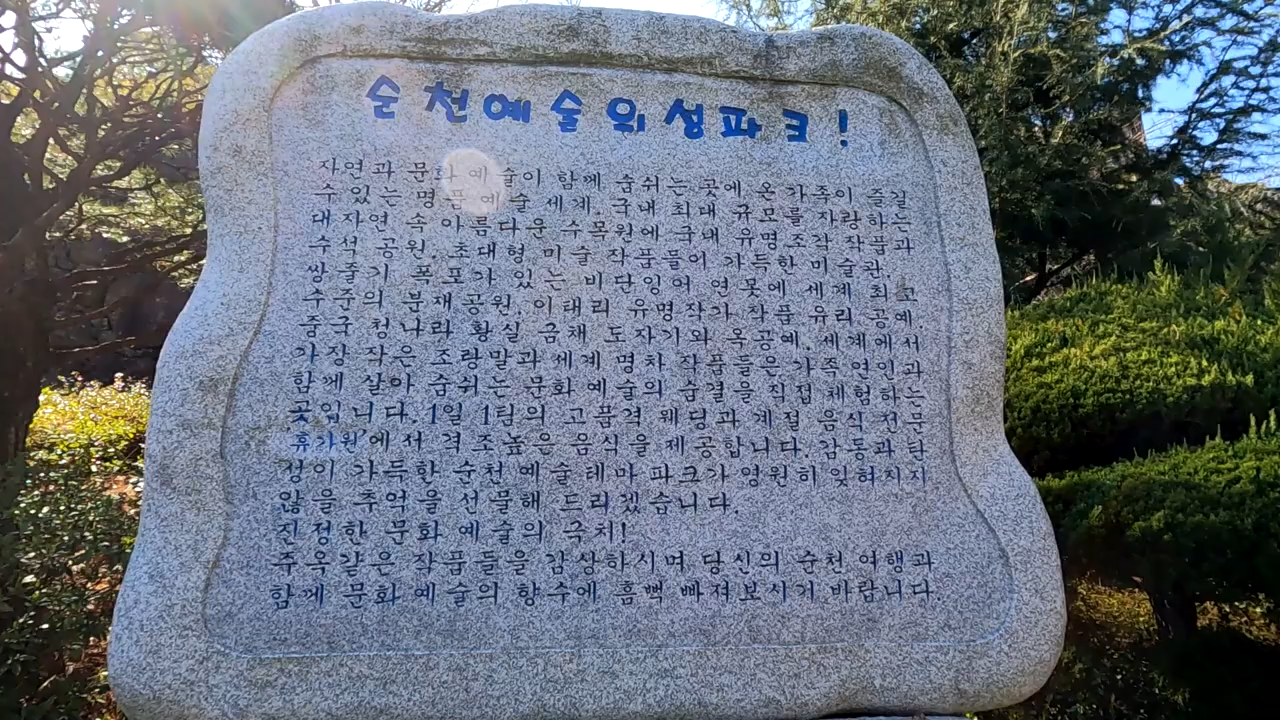 순천예술의성파크!
자연과 문화 예술이 함께 숨쉬는 곳에 온 가족이 즐길
수 있는 명품 예술 세계. 국내 최대 규모를 자랑하는
대자연 속 아름다운 수목원에 국내 유명 조각 작품과
수석 공원. 초대형 미술 작품들이 가득한 미술관.
쌍줄기 폭포가 있는 비단잉어 연못에 세계 최고
수준의 분재공원. 이태리 유명작가 작품 유리 공예.
중국 청나라 황실 금채 도자기와 옥공예. 세계에서
가장 작은 조랑말과 세계 명차 작품들은 가족 연인과
함께 살아 숨쉬는 문화 예술의 숨결을 직접 체험하는
곳입니다. 1일 1팀의 고품격 웨딩과 계절 음식 전문
휴가원'에서 격조높은 음식을 제공합니다. 감동과 탄
성이 가득한 순천 예술테마 파크가 영원히 잊혀지지
않을 추억을 선물해 드리겠습니다.
진정한 문화 예술의 극치!
주옥같은 작품들을 감상하시며 당신의 순천 여행과
함께 문화 예술의 향수에 흠뻑 빠져보시기 바랍니다.